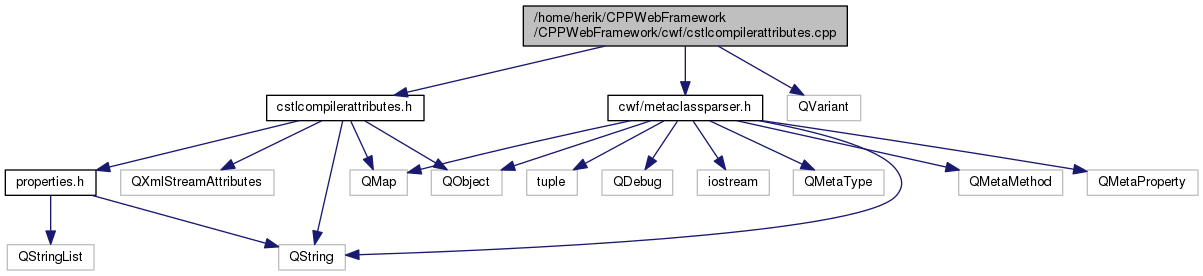 /home/herik/CPPWebFramework
/CPPWebFramework/cwf/cstlcompilerattributes.cpp
cstlcompilerattributes.h
cwf/metaclassparser.h
QVariant
properties.h
QXmlStreamAttributes
QMap
QObject
tuple
QDebug
iostream
QMetaType
QMetaMethod
QMetaProperty
QStringList
QString